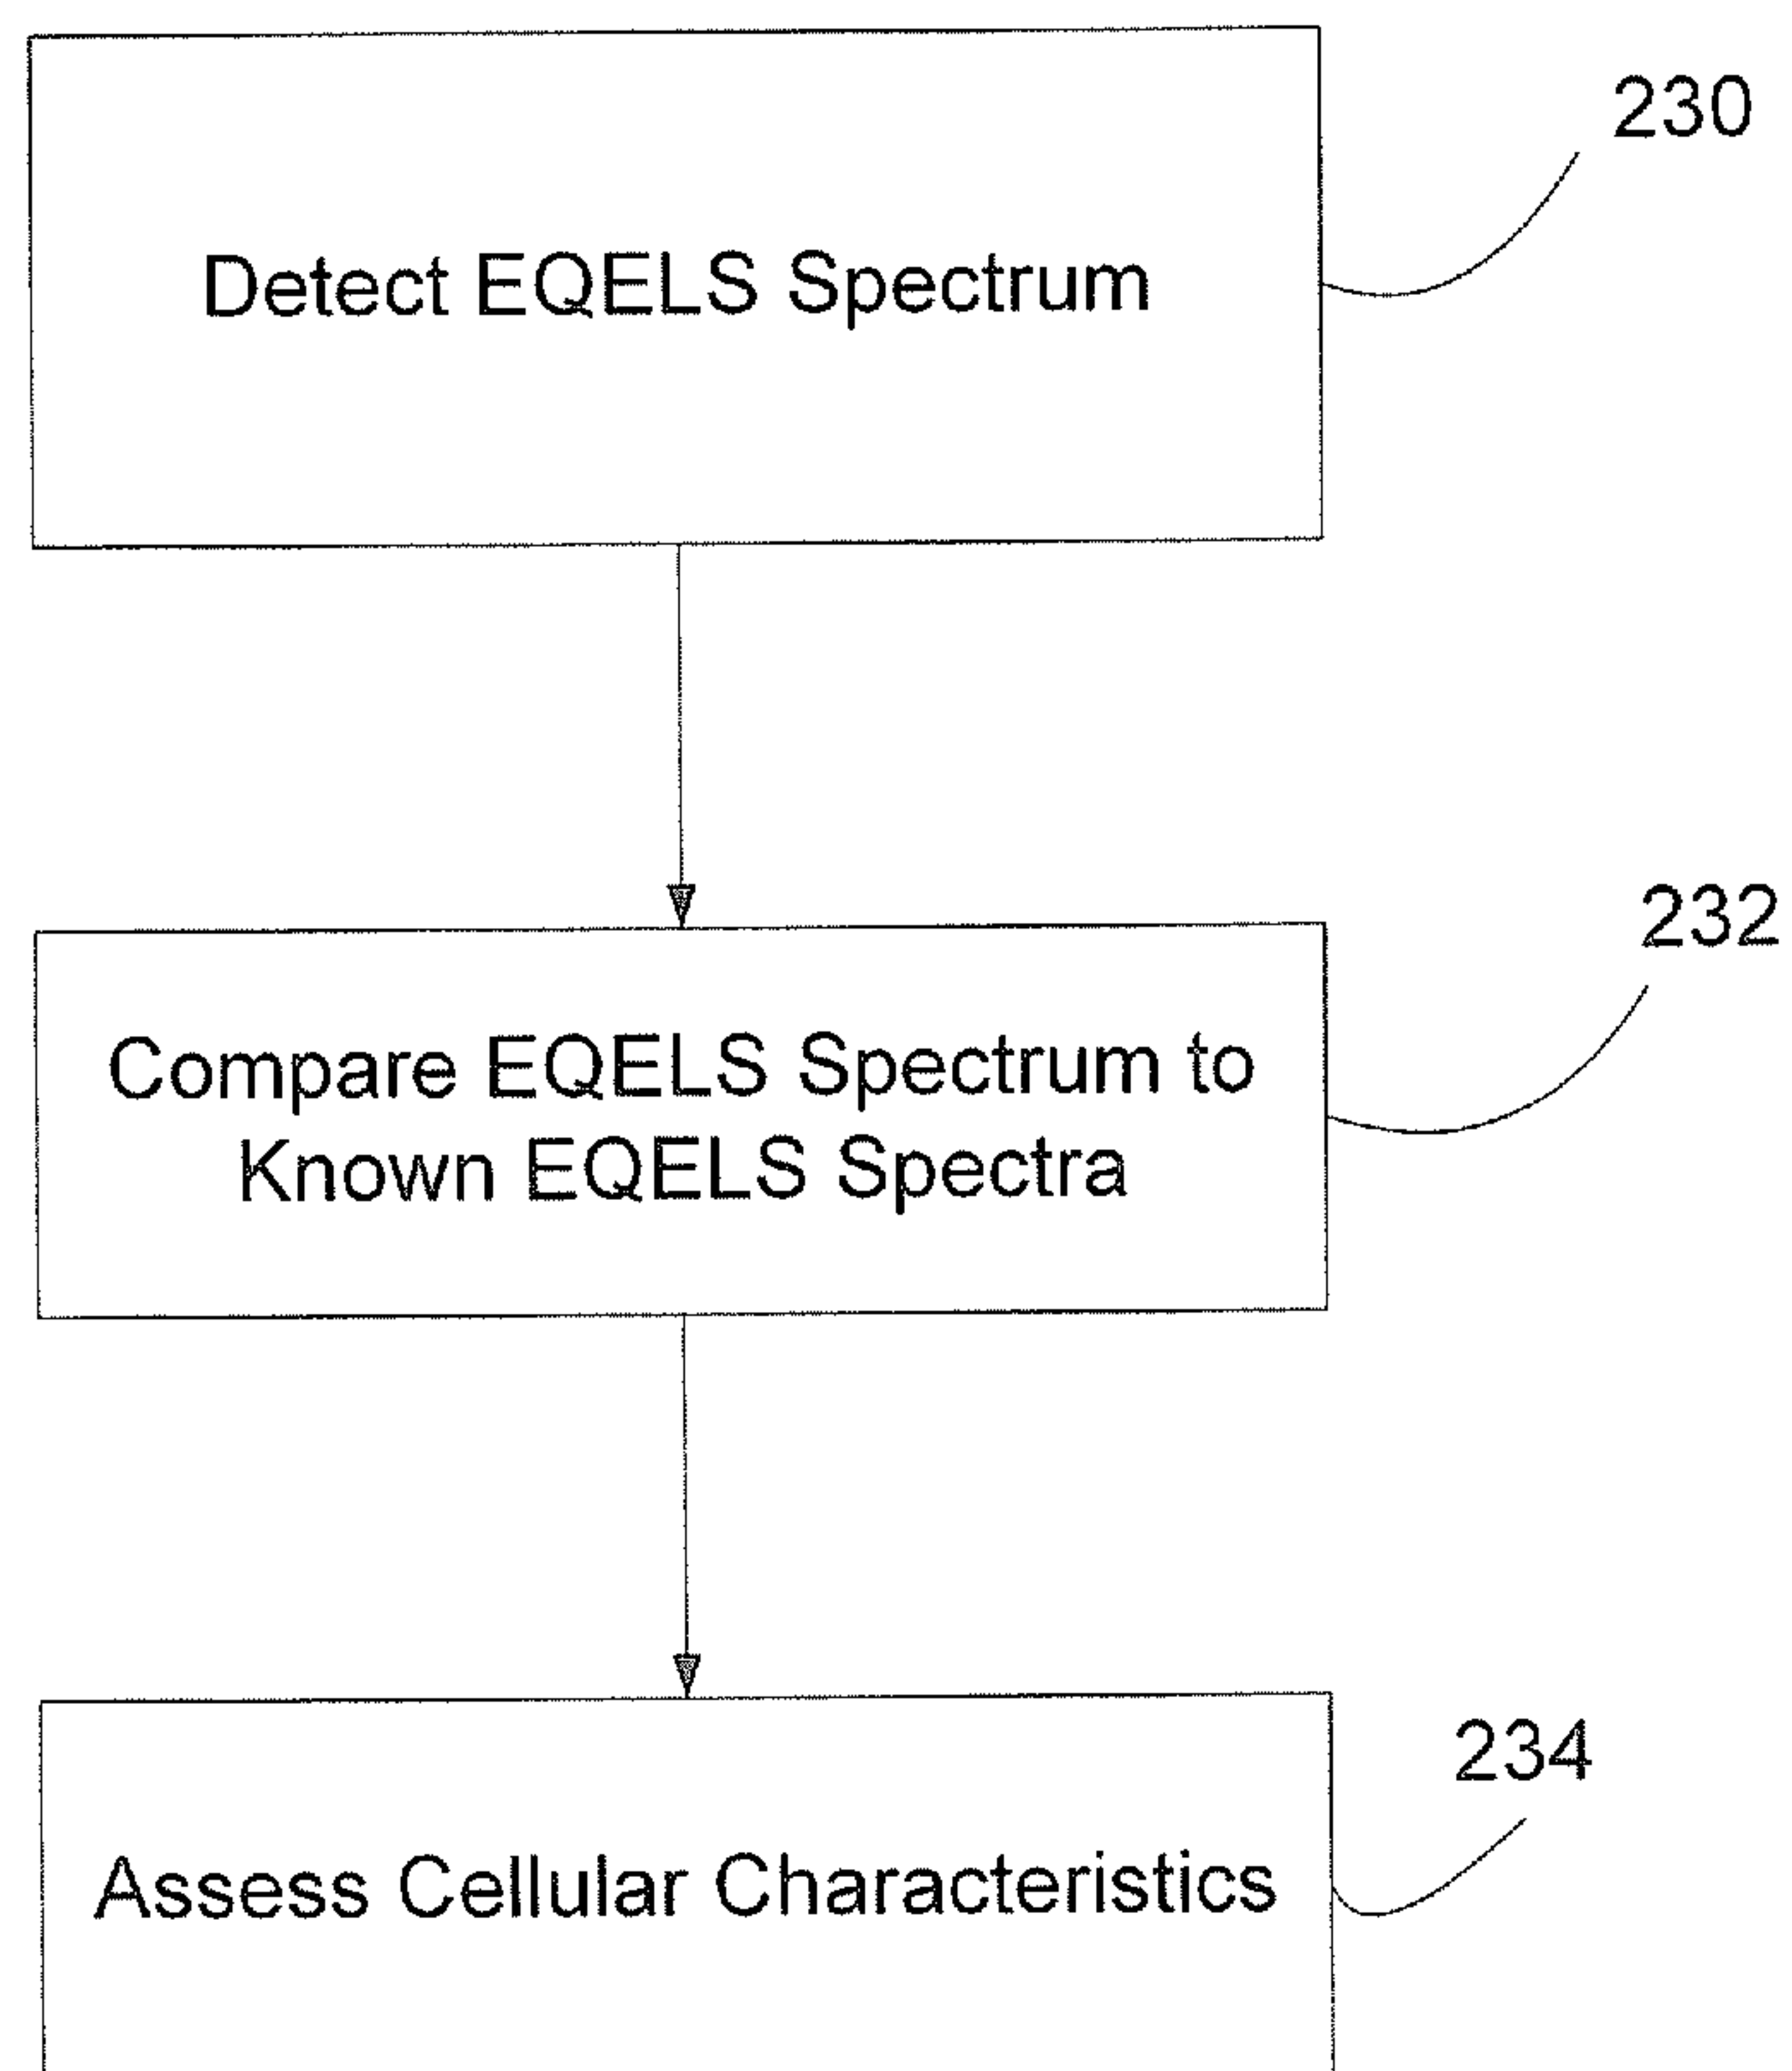 230
Detect EQELS Spectrum
232
Compare EQELS Spectrum to
Known EQELS Spectra
234
Assess Cellular Characteristics